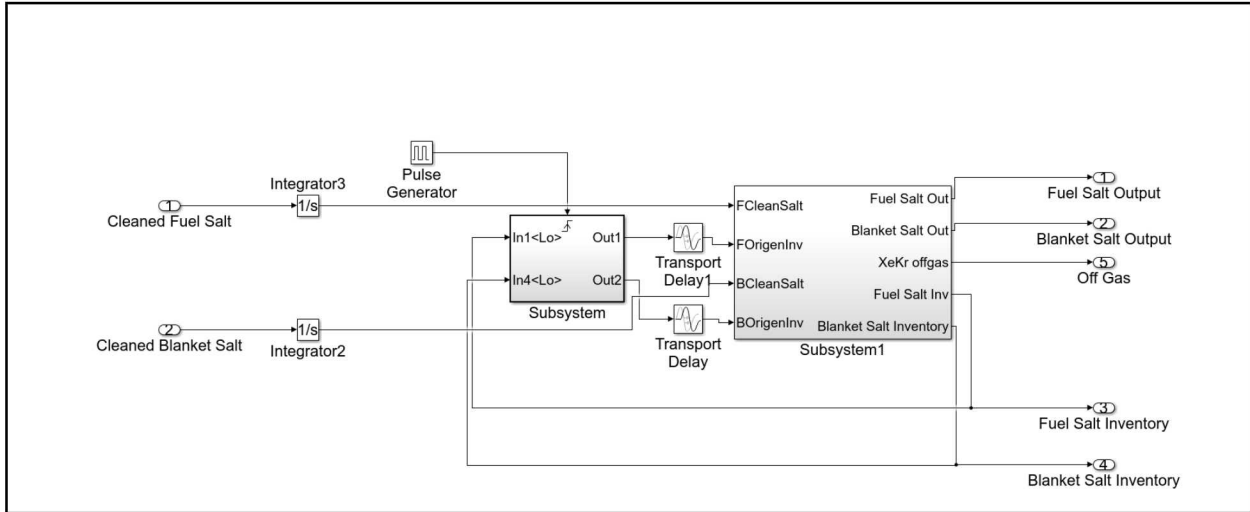 Pulse
Generator
Integrator3
1/s
1
Cleaned Fuel Salt
In1<Lo>
Out1
In4<Lo>
Out2
Subsystem
Transport
Delay1
Transport
Delay
FCleanSalt
FOrigenInv
BCleanSalt
BOrigenInv
Fuel Salt Out
Blanket Salt Out
XeKr offgas
Fuel Salt Inv
Blanket Salt Inventory
Subsystem1
1
Fuel Salt Output
2
Blanket Salt Output
5
Off Gas
2
Cleaned Blanket Salt
1/s
Integrator2
3
Fuel Salt Inventory
4
Blanket Salt Inventory